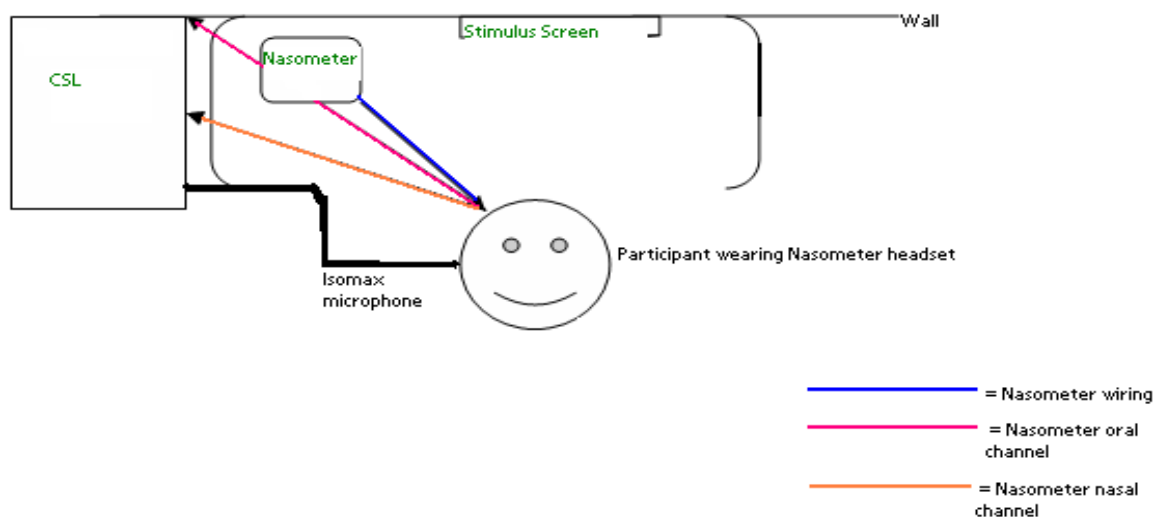 Wall
Stimulus Screen
Nasometer
CSL
Participant wearing Nasometer headset
Isomax
microphone
= Nasometer wiring
= Nasometer oral
channel
= Nasometer nasal
channel